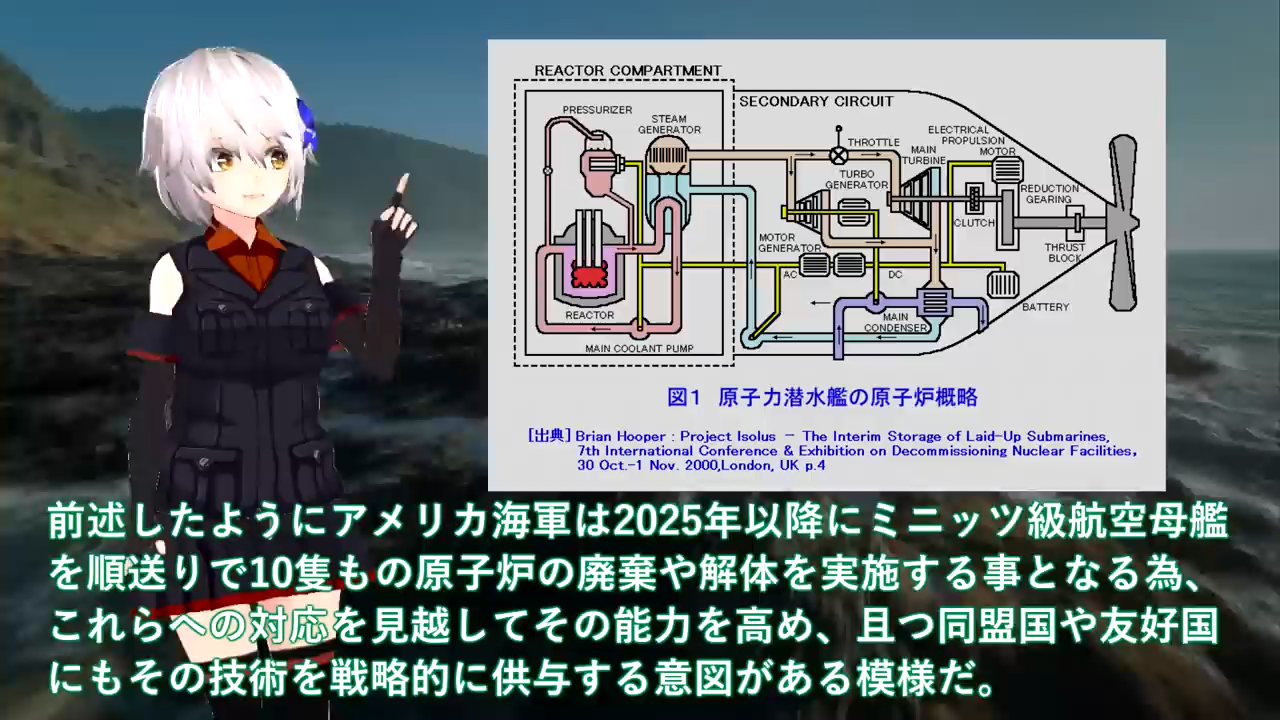 REACTOR COMPARTMENT
SECONDARY CIRCUIT
PRESSURIZER
STEAM
GENERATOR
THROTTLE
ELECTRICAL
PROPULSION
MOTOR
MAIN
TURBINE
TURBO
GENERATOR
REDUCTION
GEARING
CLUTCH
MOTOR
GENERATOR
THRUST
BLOCK
AC
DC
REACTOR
BATTERY
MAIN
CONDENSER
MAIN COOLANT PUMP
図1 原子力潜水艦の原子炉概略
[出典] Brian Hooper : Project Isolus − The Interim Storage of Laid-Up Submarines,
7th International Conference & Exhibition on Decommissioning Nuclear Facilities,
30 Oct.-1 Nov. 2000,London, UK p.4
前述したようにアメリカ海軍は2025年以降にミニッツ級航空母艦
を順送りで10隻もの原子炉の廃棄や解体を実施する事となる為、
これらへの対応を見越してその能力を高め、且つ同盟国や友好国
にもその技術を戦略的に供与する意図がある模様だ。